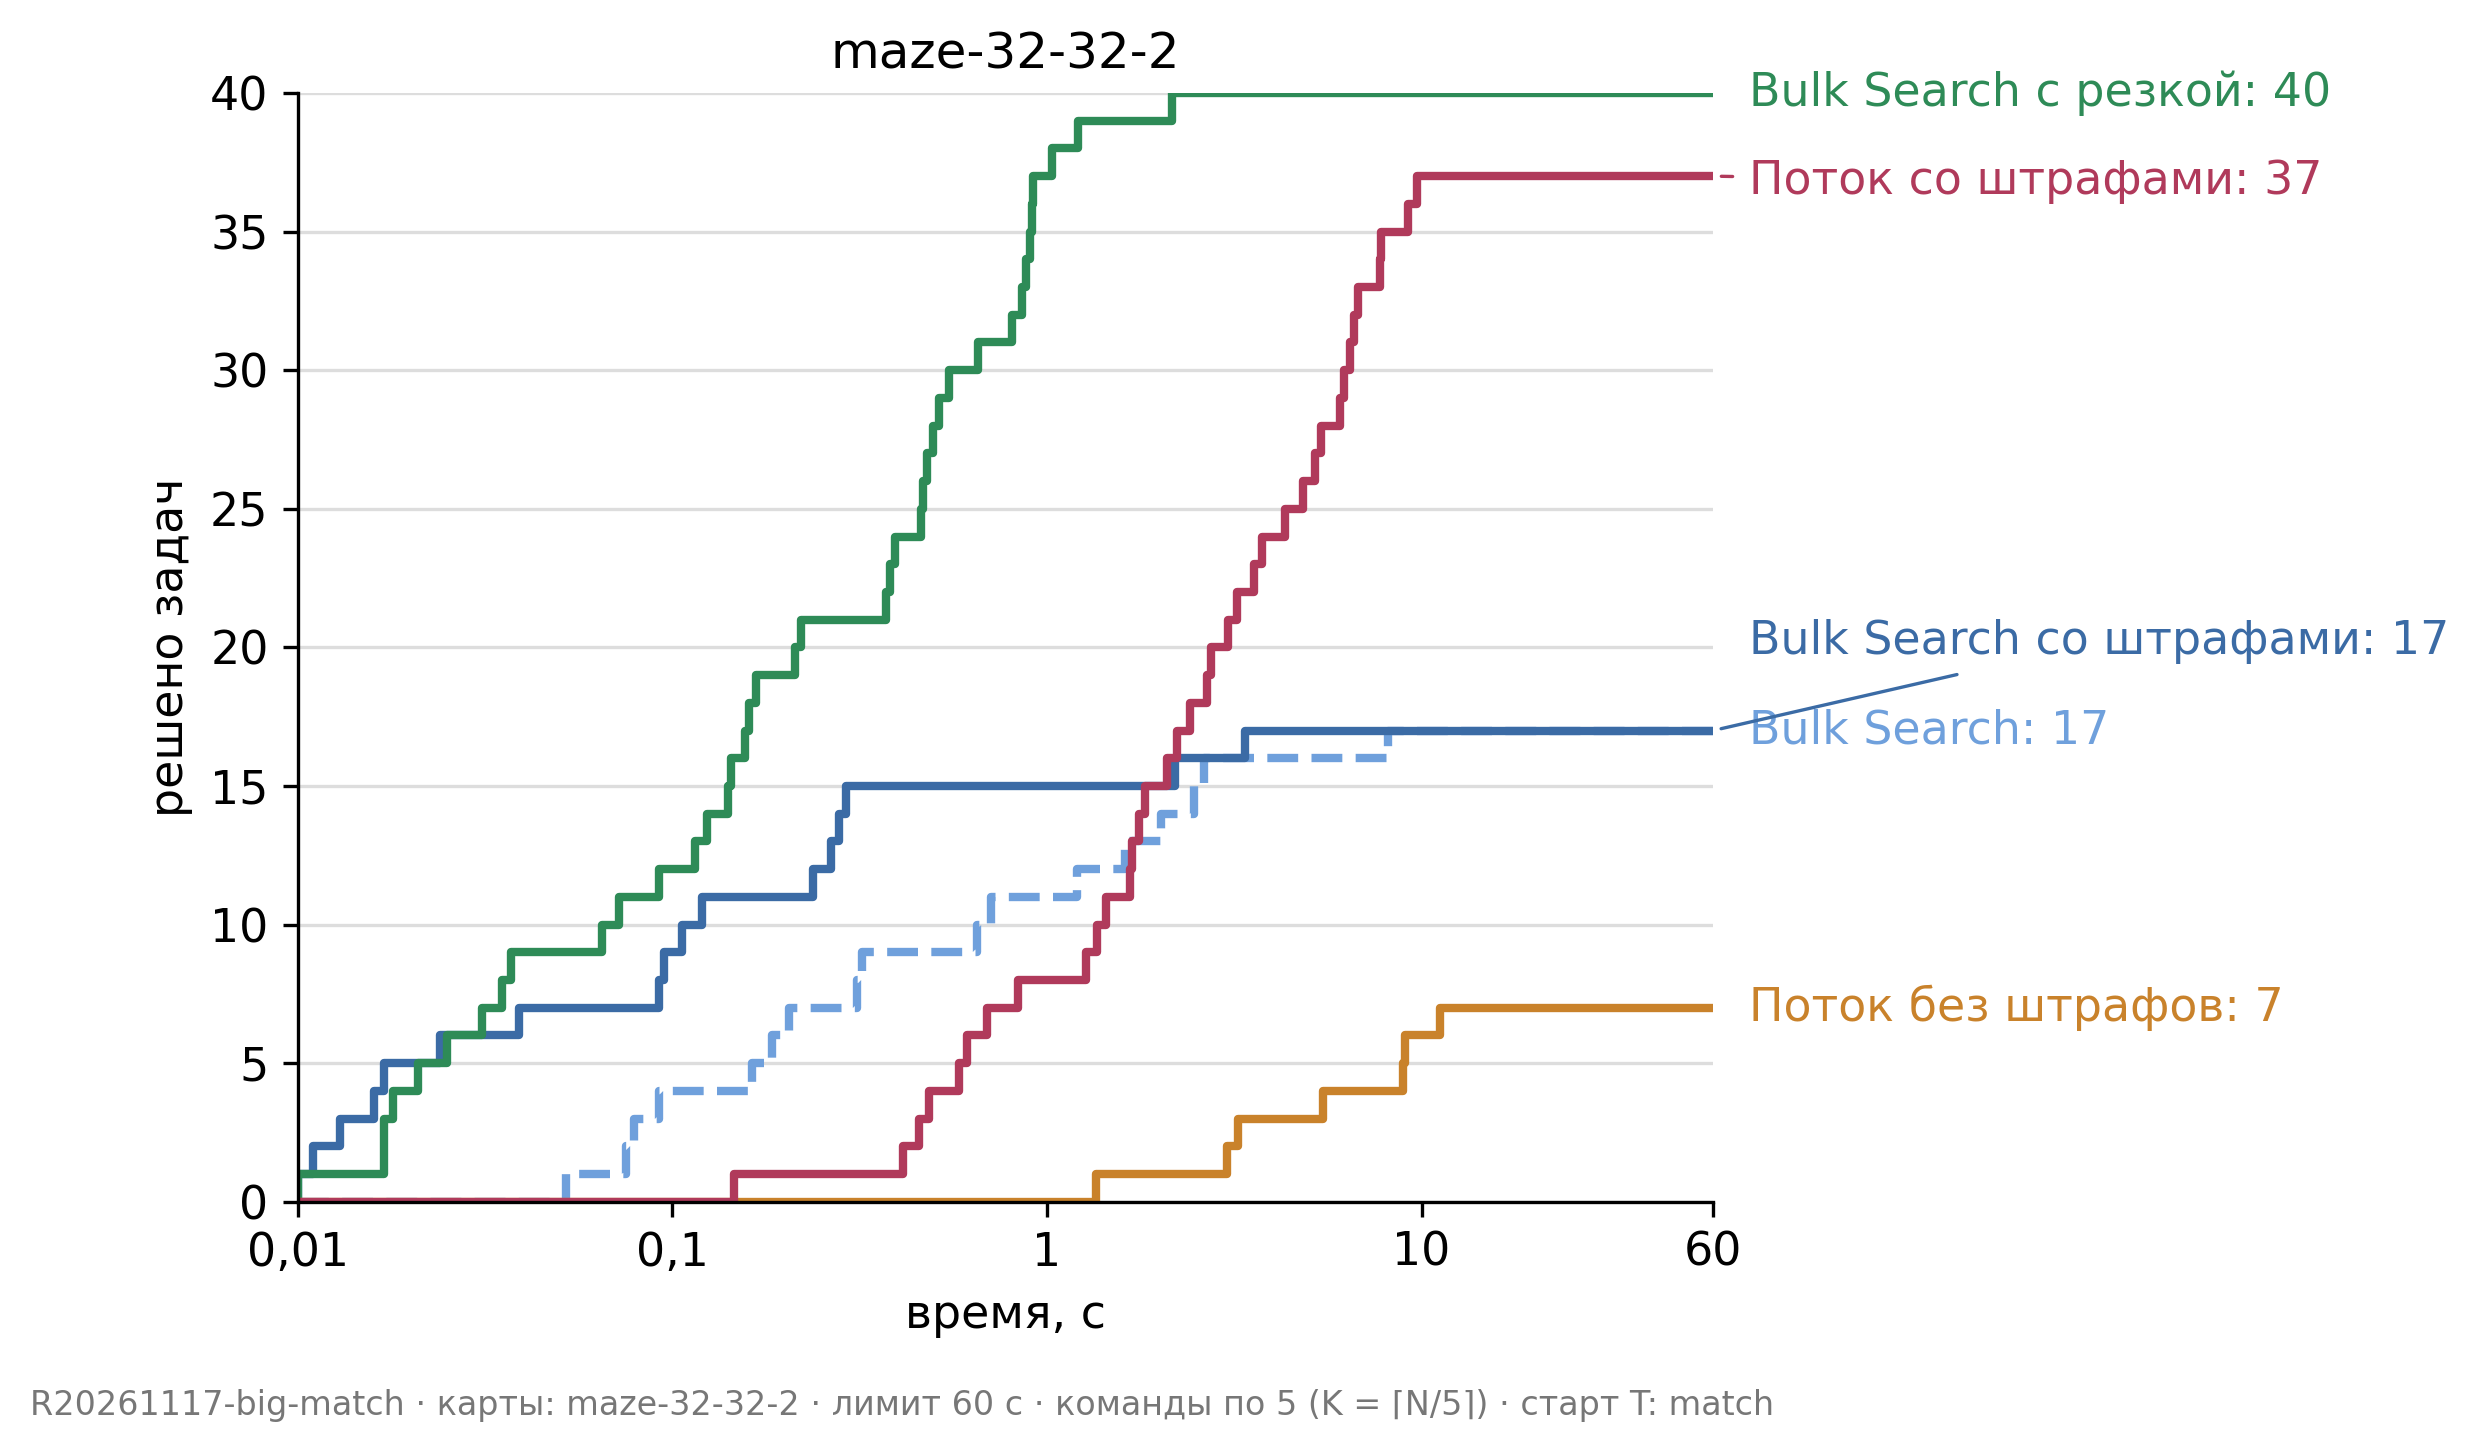 maze-32-32-2
40
35
30
25
20
15
10
5
0
решено задач
0,01
0,1
1
10
60
время, с
Bulk Search с резкой: 40
Поток со штрафами: 37
Bulk Search со штрафами: 17
Bulk Search: 17
Поток без штрафов: 7
R20261117-big-match · карты: maze-32-32-2 · лимит 60 с · команды по 5 (K = ⌈N/5⌉) · старт T: match